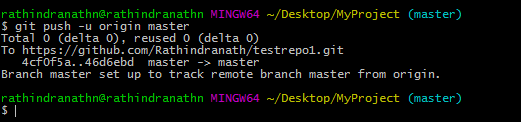 rathindranathn@rathindranathn MINGW64 ~/Desktop/MyProject (master)
$ git push -u origin master
Total 0 (delta 0), reused 0 (delta 0)
To https://github.com/Rathindranath/testrepo1.git
   4cf0f5a..46d6ebd  master -> master
Branch master set up to track remote branch master from origin.

rathindranathn@rathindranathn MINGW64 ~/Desktop/MyProject (master)
$